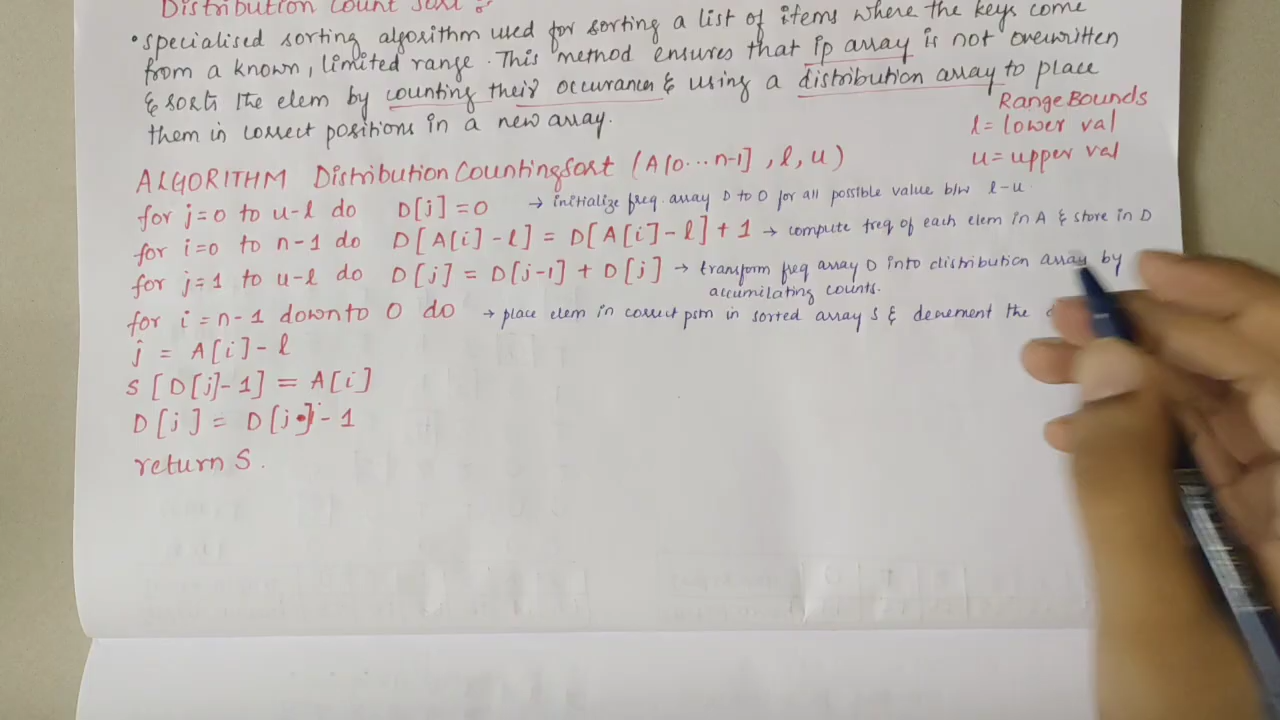 Distribution Count Sort :-
• specialised sorting algorithm used for sorting a list of items where the keys come
from a known, limited range. This method ensures that ip array is not overwritten
& sorts the elem by counting their occurance & using a distribution array to place
them in correct positions in a new array.
Range Bounds
l = lower val
u = upper val
ALGORITHM Distribution Counting Sort (A[0...n-1], l, u)
for j=0 to u-l do D[j]=0 → initialize freq. array D to 0 for all possible value b/w l-u.
for i=0 to n-1 do D[A[i]-l] = D[A[i]-l]+1 → compute freq of each elem in A & store in D
for j=1 to u-l do D[j] = D[j-1] + D[j] → transform freq array D into distribution array by
accumilating counts.
for i = n-1 downto 0 do → place elem in correct pstn in sorted array S & decrement the
j = A[i]-l
S[D[j]-1] = A[i]
D[j] = D[j]-1
return S.